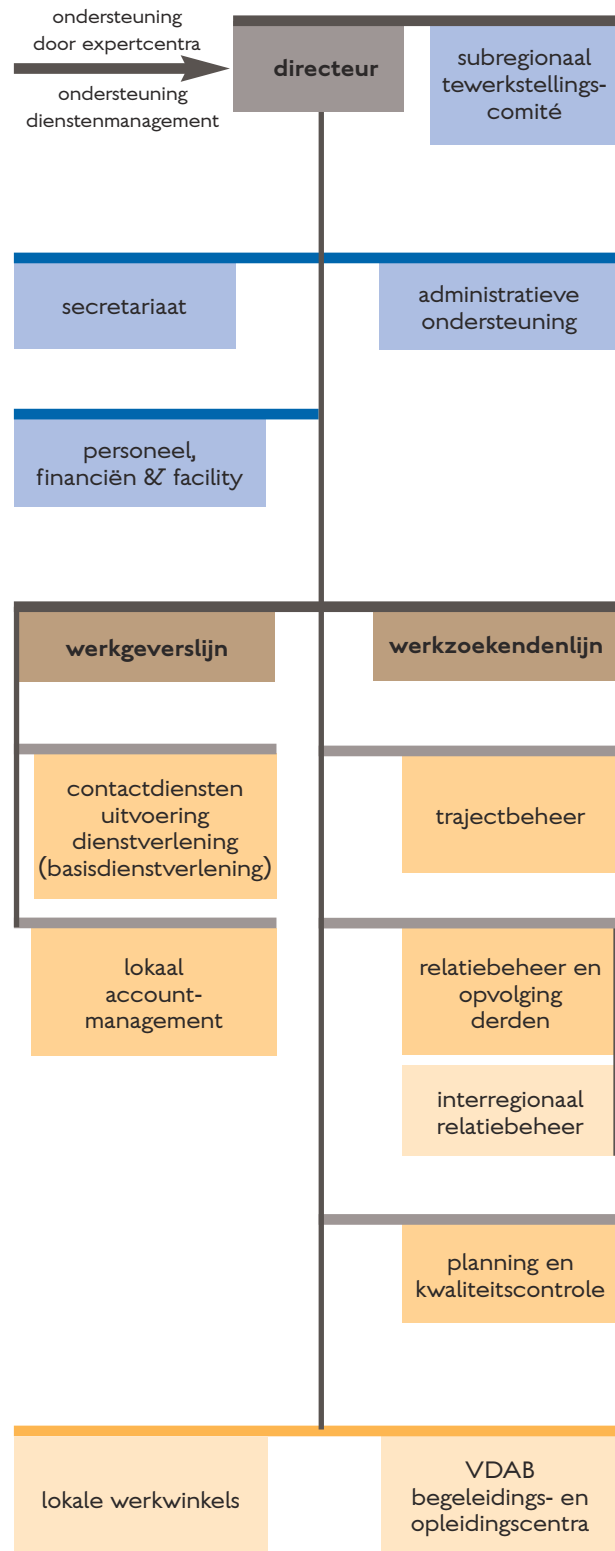 ondersteuning
door expertcentra
ondersteuning
dienstenmanagement
directeur
subregionaal
tewerkstellings-
comité
secretariaat
administratieve
ondersteuning
personeel,
financiën & facility
werkgeverslijn
werkzoekendenlijn
contactdiensten
uitvoering
dienstverlening
(basisdienstverlening)
trajectbeheer
lokaal
account-
management
relatiebeheer en
opvolging
derden
interregionaal
relatiebeheer
planning en
kwaliteitscontrole
lokale werkwinkels
VDAB
begeleidings- en
opleidingscentra